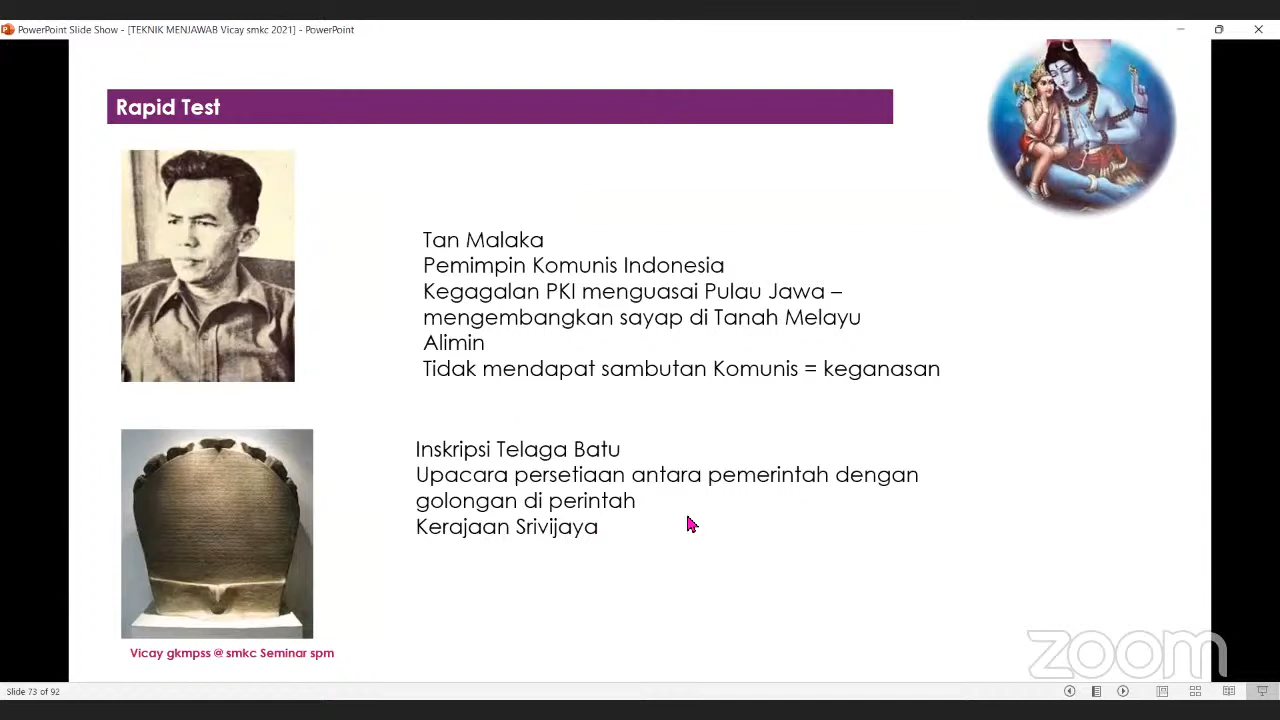 PowerPoint Slide Show - [TEKNIK MENJAWAB Vicay smkc 2021] - PowerPoint
Rapid Test
Tan Malaka
Pemimpin Komunis Indonesia
Kegagalan PKI menguasai Pulau Jawa –
mengembangkan sayap di Tanah Melayu
Alimin
Tidak mendapat sambutan Komunis = keganasan
Inskripsi Telaga Batu
Upacara persetiaan antara pemerintah dengan
golongan di perintah
Kerajaan Srivijaya
Vicay gkmpss @ smkc Seminar spm
zoom
Slide 73 of 92